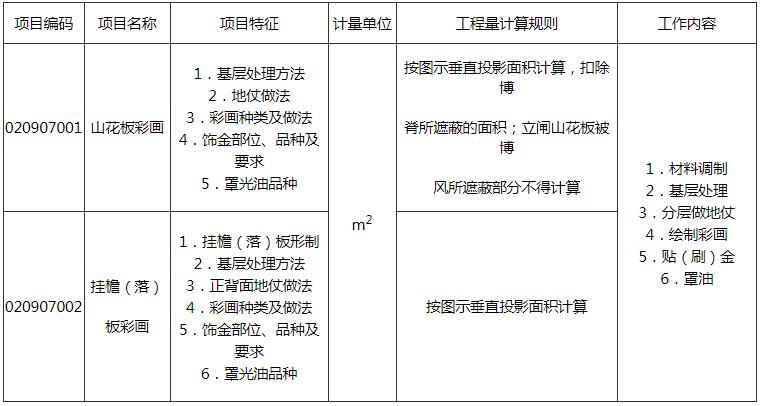 项目编码 项目名称 项目特征 计量单位 工程量计算规则 工作内容
020907001
山花板彩画
1．基层处理方法
2．地仗做法
3．彩画种类及做法
4．饰金部位、品种及
要求
5．罩光油品种
m2
按图示垂直投影面积计算，扣除
博
脊所遮蔽的面积；立闸山花板被
博
风所遮蔽部分不得计算
1．材料调制
2．基层处理
3．分层做地仗
4．绘制彩画
5．贴（刷）金
6．罩油
020907002
挂檐（落）
板彩画
1．挂檐（落）板形制
2．基层处理方法
3．正背面地仗做法
4．彩画种类及做法
5．饰金部位、品种及
要求
6．罩光油品种
按图示垂直投影面积计算